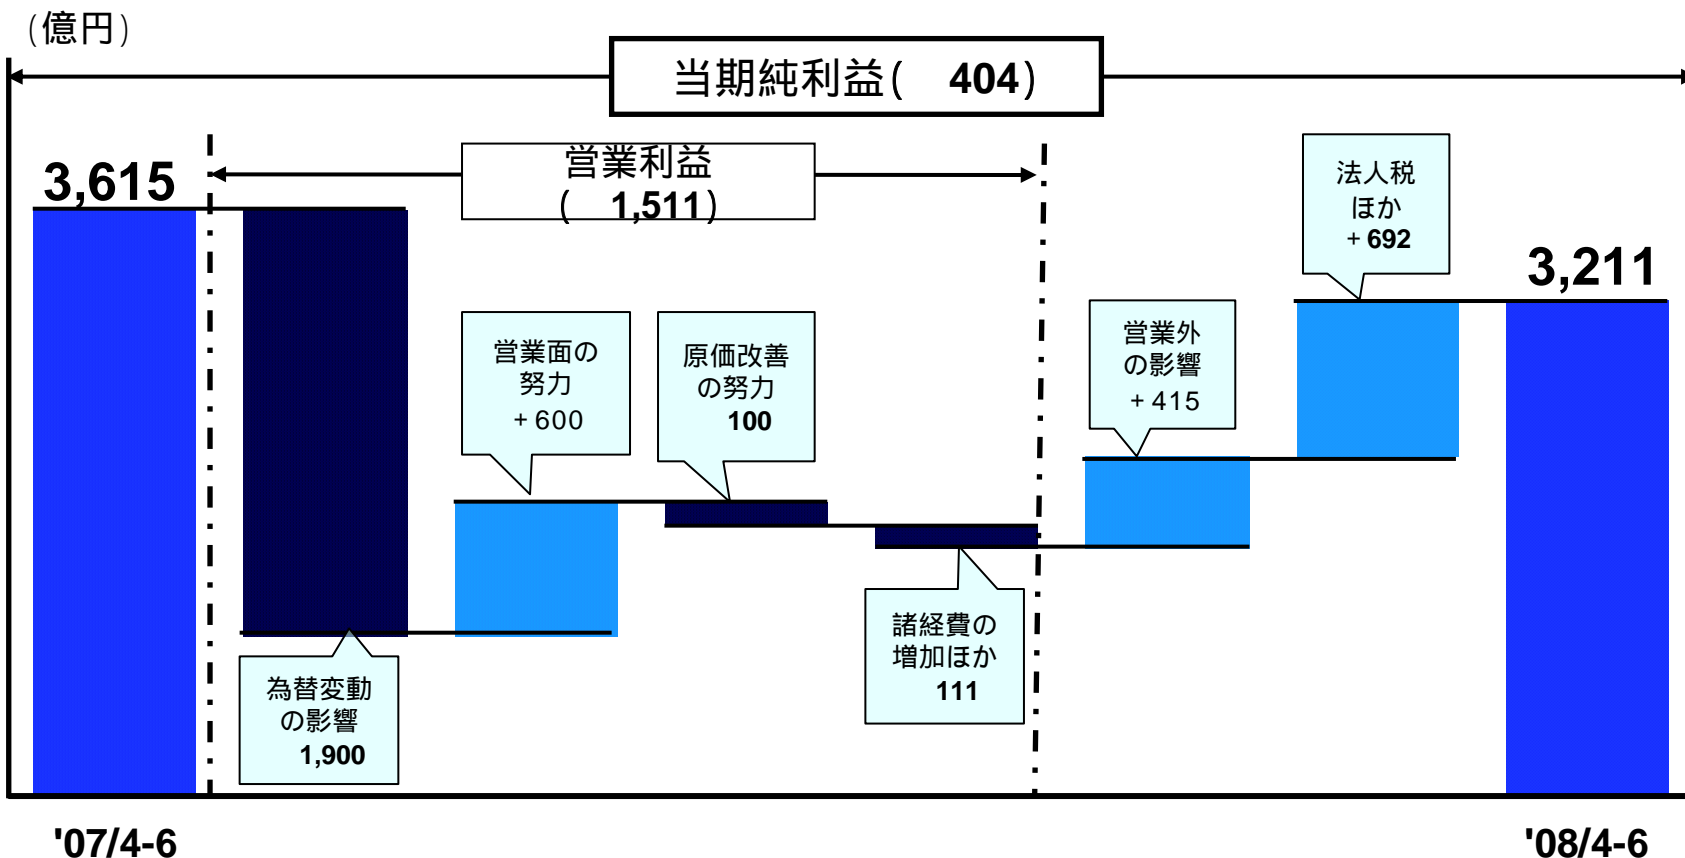 (億円)
当期純利益( 404)
営業利益
( 1,511)
3,615
法人税
ほか
+692
3,211
営業面の
努力
+600
原価改善
の努力
100
営業外
の影響
+415
諸経費の
増加ほか
111
為替変動
の影響
1,900
'07/4-6
'08/4-6